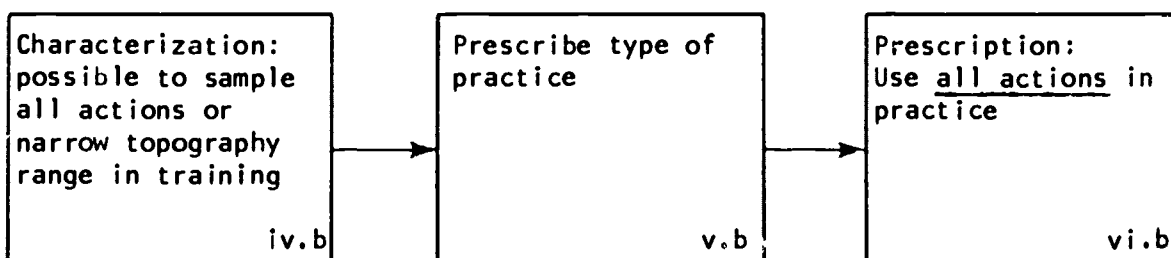 Characterization:
possible to sample
all actions or
narrow topography
range in training
iv.b
Prescribe type of
practice
v.b
Prescription:
Use all actions in
practice
vi.b